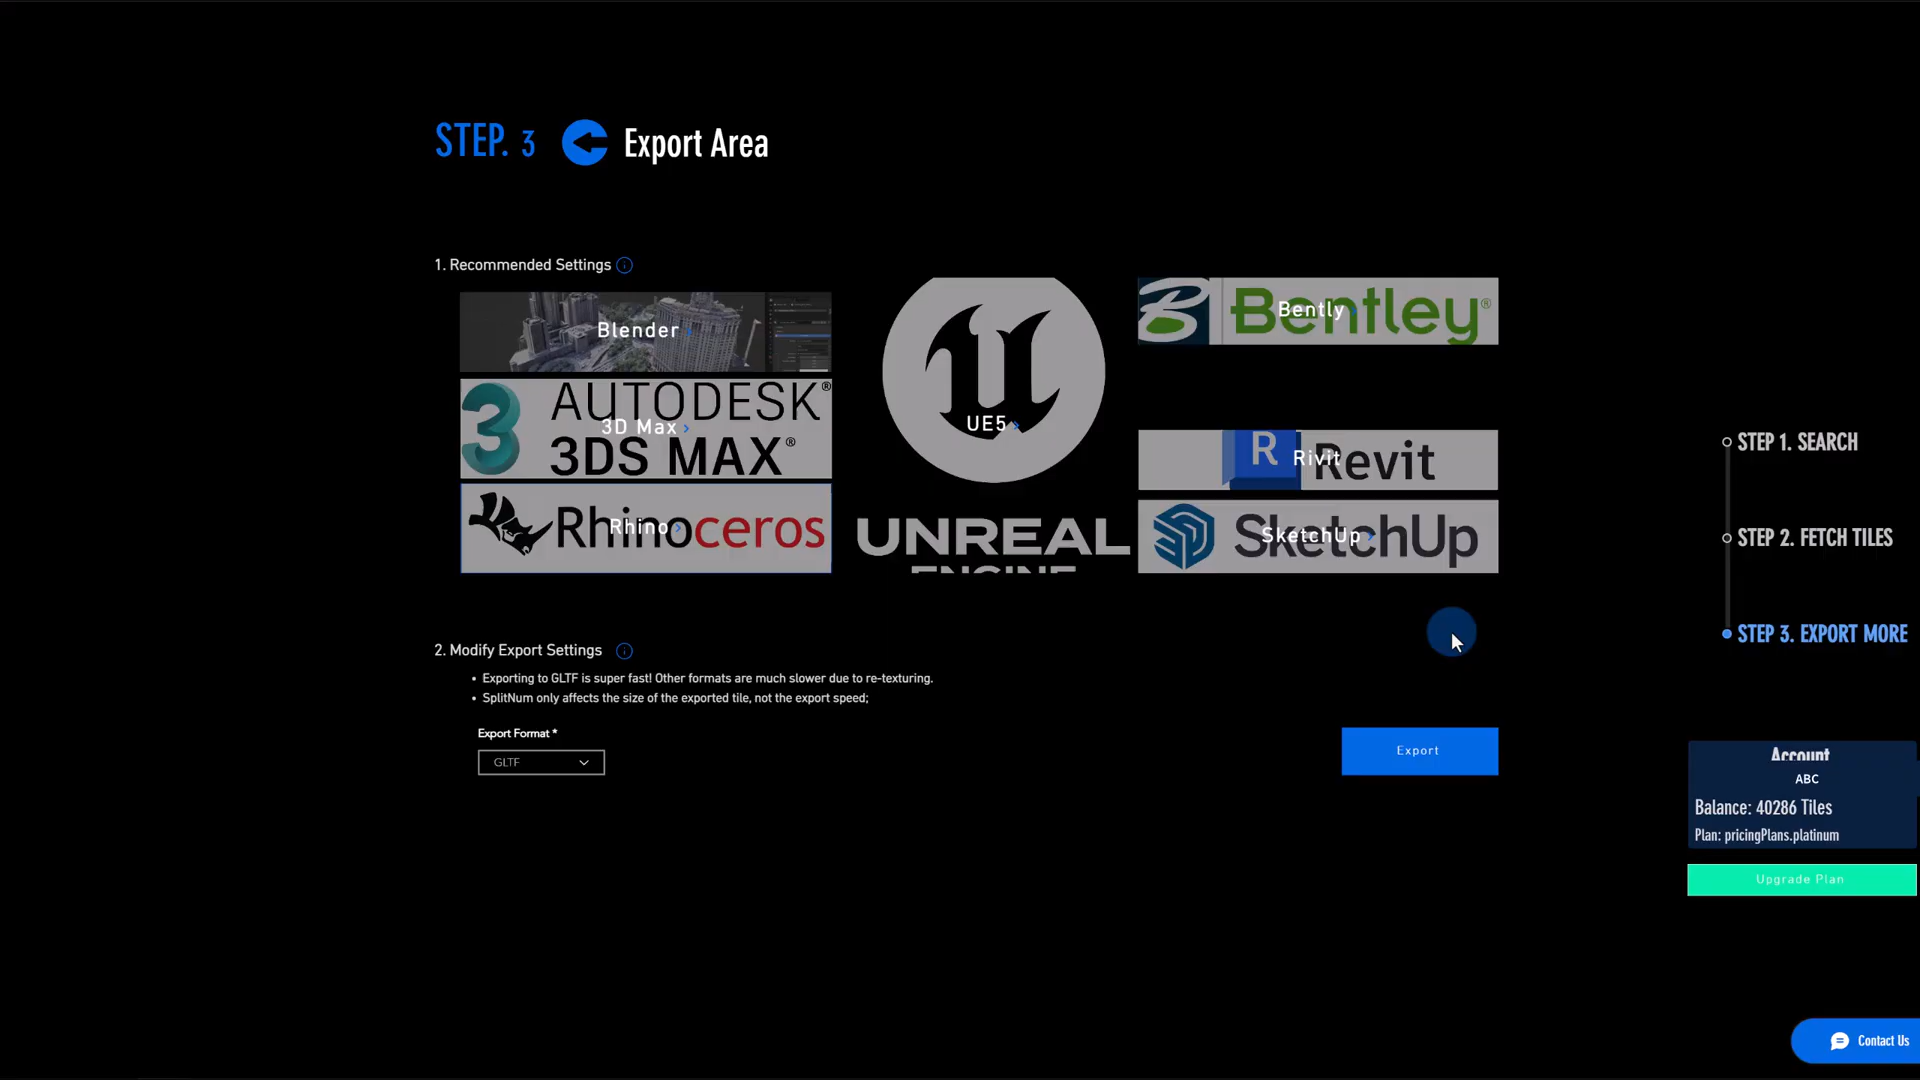 STEP. 3 Export Area
1. Recommended Settings
Blender
AUTODESK®
3DS MAX®
3D Max
Rhinoceros
Rhino
UE5
UNREAL
ENGINE
Bentley®
Bently
Revit
R
Rivit
SketchUp
SketchUp
2. Modify Export Settings
• Exporting to GLTF is super fast! Other formats are much slower due to re-texturing.
• SplitNum only affects the size of the exported tile, not the export speed;
Export Format *
GLTF
Export
STEP 1. SEARCH
STEP 2. FETCH TILES
STEP 3. EXPORT MORE
Account
ABC
Balance: 40286 Tiles
Plan: pricingPlans.platinum
Upgrade Plan
Contact Us